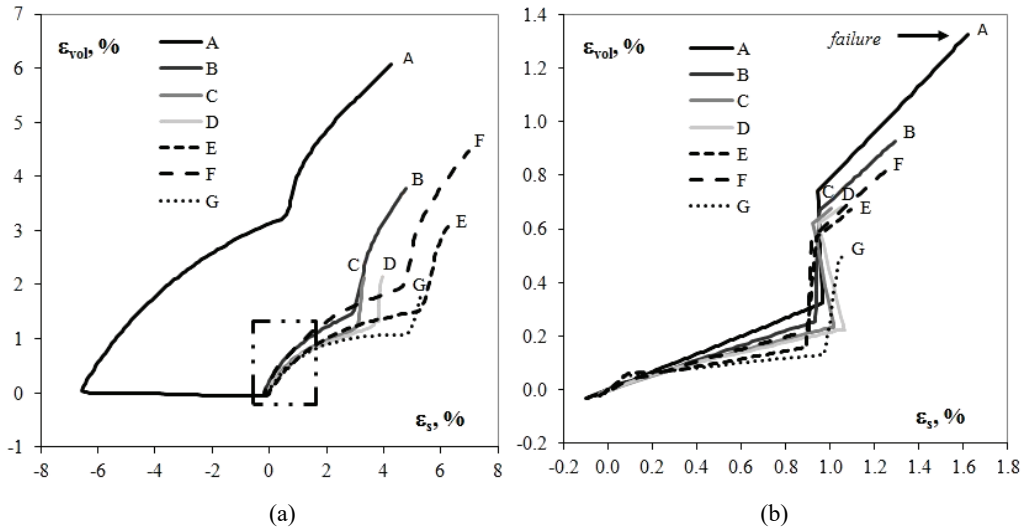 7
6
5
4
3
2
1
0
-1
-8
-6
-4
-2
0
2
4
6
8
εvol, %
εs, %
A
B
C
D
E
F
G
A
F
B
E
C
D
G
(a)
1.4
1.2
1.0
0.8
0.6
0.4
0.2
0.0
-0.2
-0.2
0.0
0.2
0.4
0.6
0.8
1.0
1.2
1.4
1.6
1.8
εvol, %
εs, %
failure
A
B
C
D
E
F
G
A
B
F
C
D
E
G
(b)